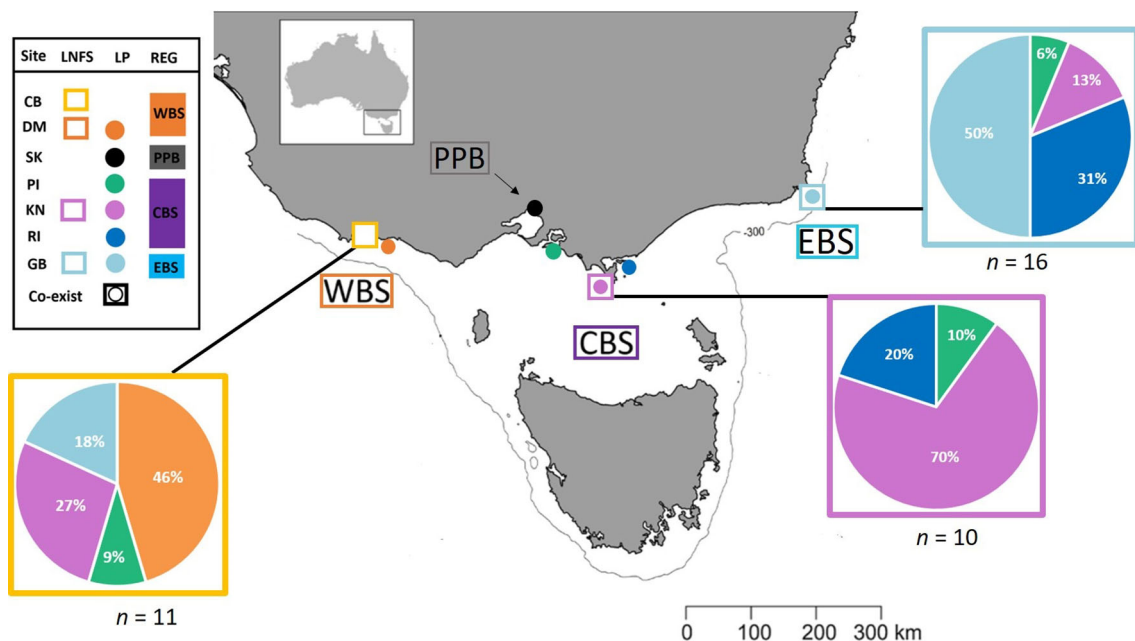 Site LNFS LP REG
CB
WBS
DM
SK PPB
PI
KN CBS
RI
GB EBS
Co-exist
PPB
WBS
CBS
EBS
-300
6%
13%
50%
31%
n = 16
10%
20%
70%
n = 10
18%
46%
27%
9%
n = 11
0 100 200 300 km